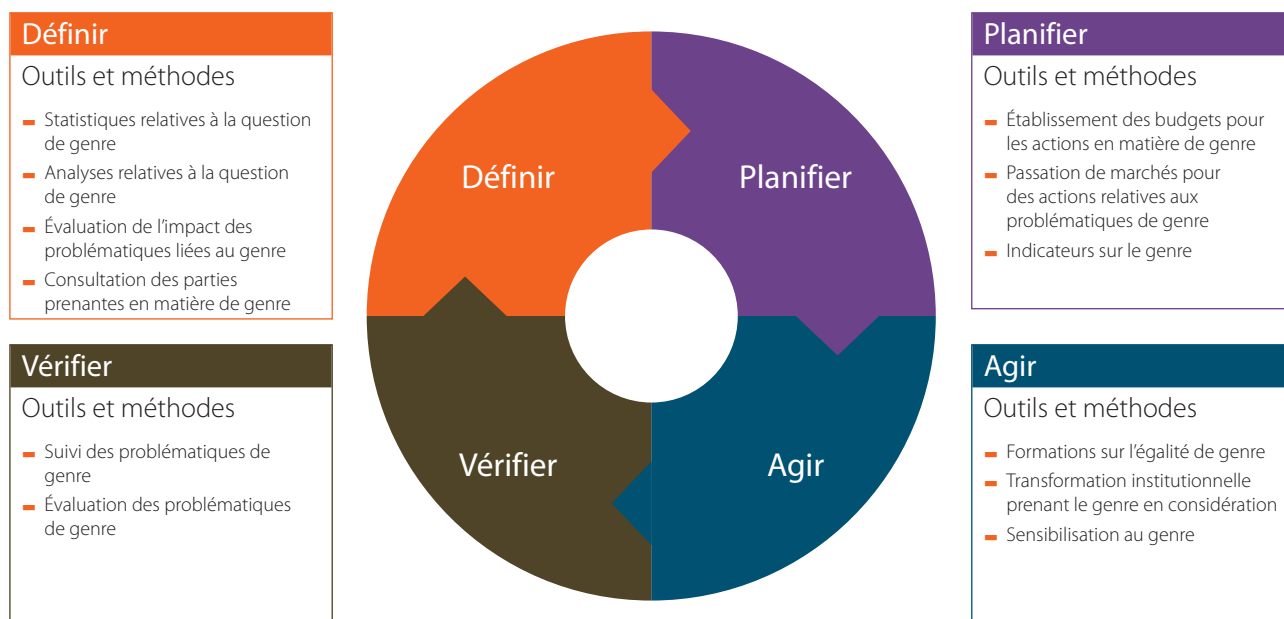 Définir
Outils et méthodes
Statistiques relatives à la question
de genre
Analyses relatives à la question
de genre
Évaluation de l'impact des
problématiques liées au genre
Consultation des parties
prenantes en matière de genre
Vérifier
Outils et méthodes
Suivi des problématiques de
genre
Évaluation des problématiques
de genre
Définir
Planifier
Vérifier
Agir
Planifier
Outils et méthodes
Établissement des budgets pour
les actions en matière de genre
Passation de marchés pour
des actions relatives aux
problématiques de genre
Indicateurs sur le genre
Agir
Outils et méthodes
Formations sur l'égalité de genre
Transformation institutionnelle
prenant le genre en considération
Sensibilisation au genre